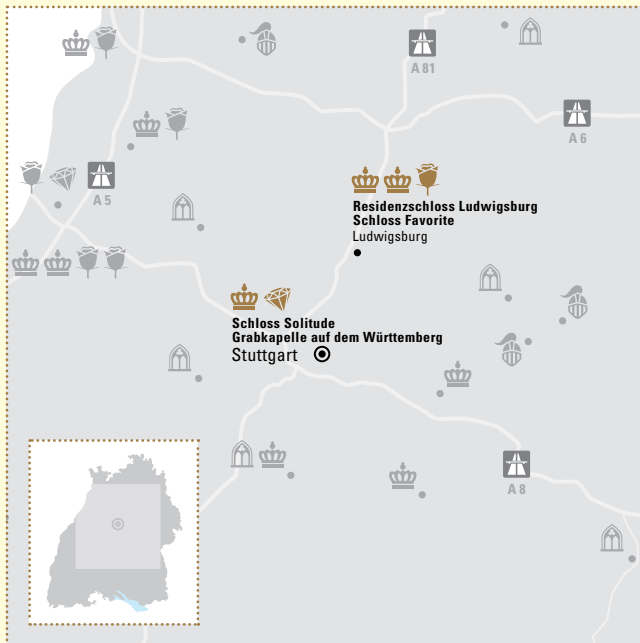 A 81
A 6
A 5
Residenzschloss Ludwigsburg
Schloss Favorite
Ludwigsburg
Schloss Solitude
Grabkapelle auf dem Württemberg
Stuttgart
A 8